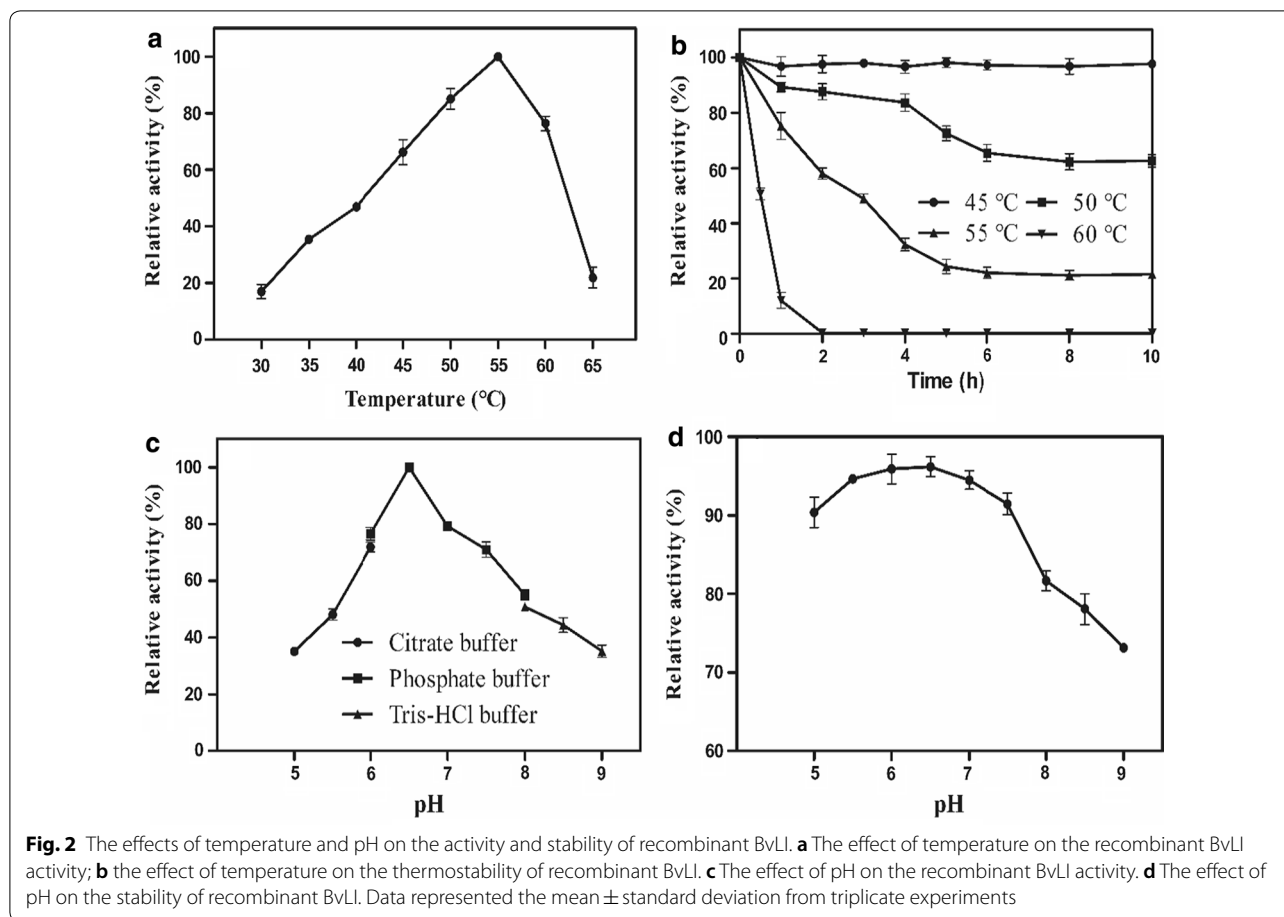 a
Relative activity (%)
100
80
60
40
20
0
30 35 40 45 50 55 60 65
Temperature (°C)
b
Relative activity (%)
100
80
60
40
20
0
45 °C 50 °C
55 °C 60 °C
0 2 4 6 8 10
Time (h)
c
Relative activity (%)
100
80
60
40
20
0
Citrate buffer
Phosphate buffer
Tris-HCl buffer
5 6 7 8 9
pH
d
Relative activity (%)
100
90
80
70
60
5 6 7 8 9
pH
Fig. 2 The effects of temperature and pH on the activity and stability of recombinant BvLI. a The effect of temperature on the recombinant BvLI
activity; b the effect of temperature on the thermostability of recombinant BvLI. c The effect of pH on the recombinant BvLI activity. d The effect of
pH on the stability of recombinant BvLI. Data represented the mean ± standard deviation from triplicate experiments